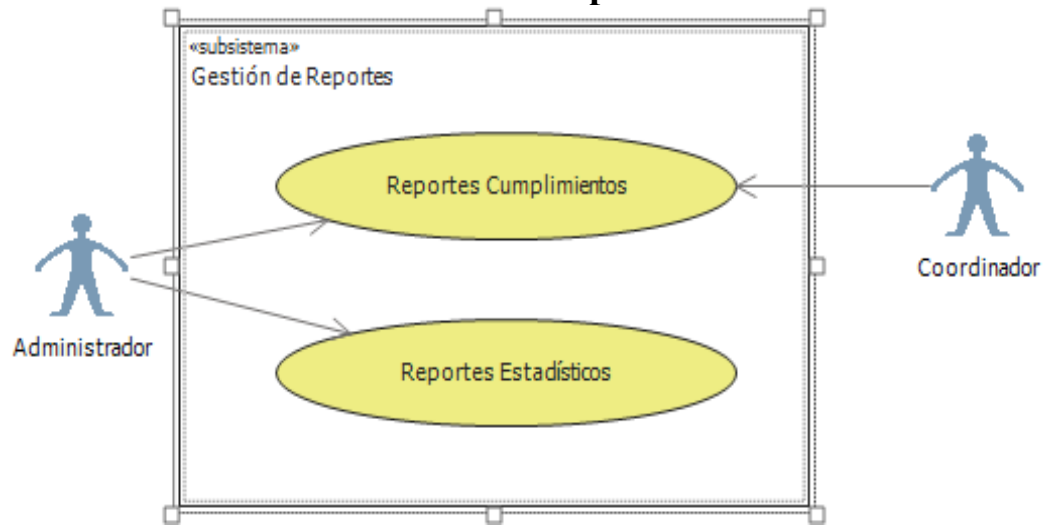 «subsistema»
Gestión de Reportes
Reportes Cumplimientos
Coordinador
Administrador
Reportes Estadísticos